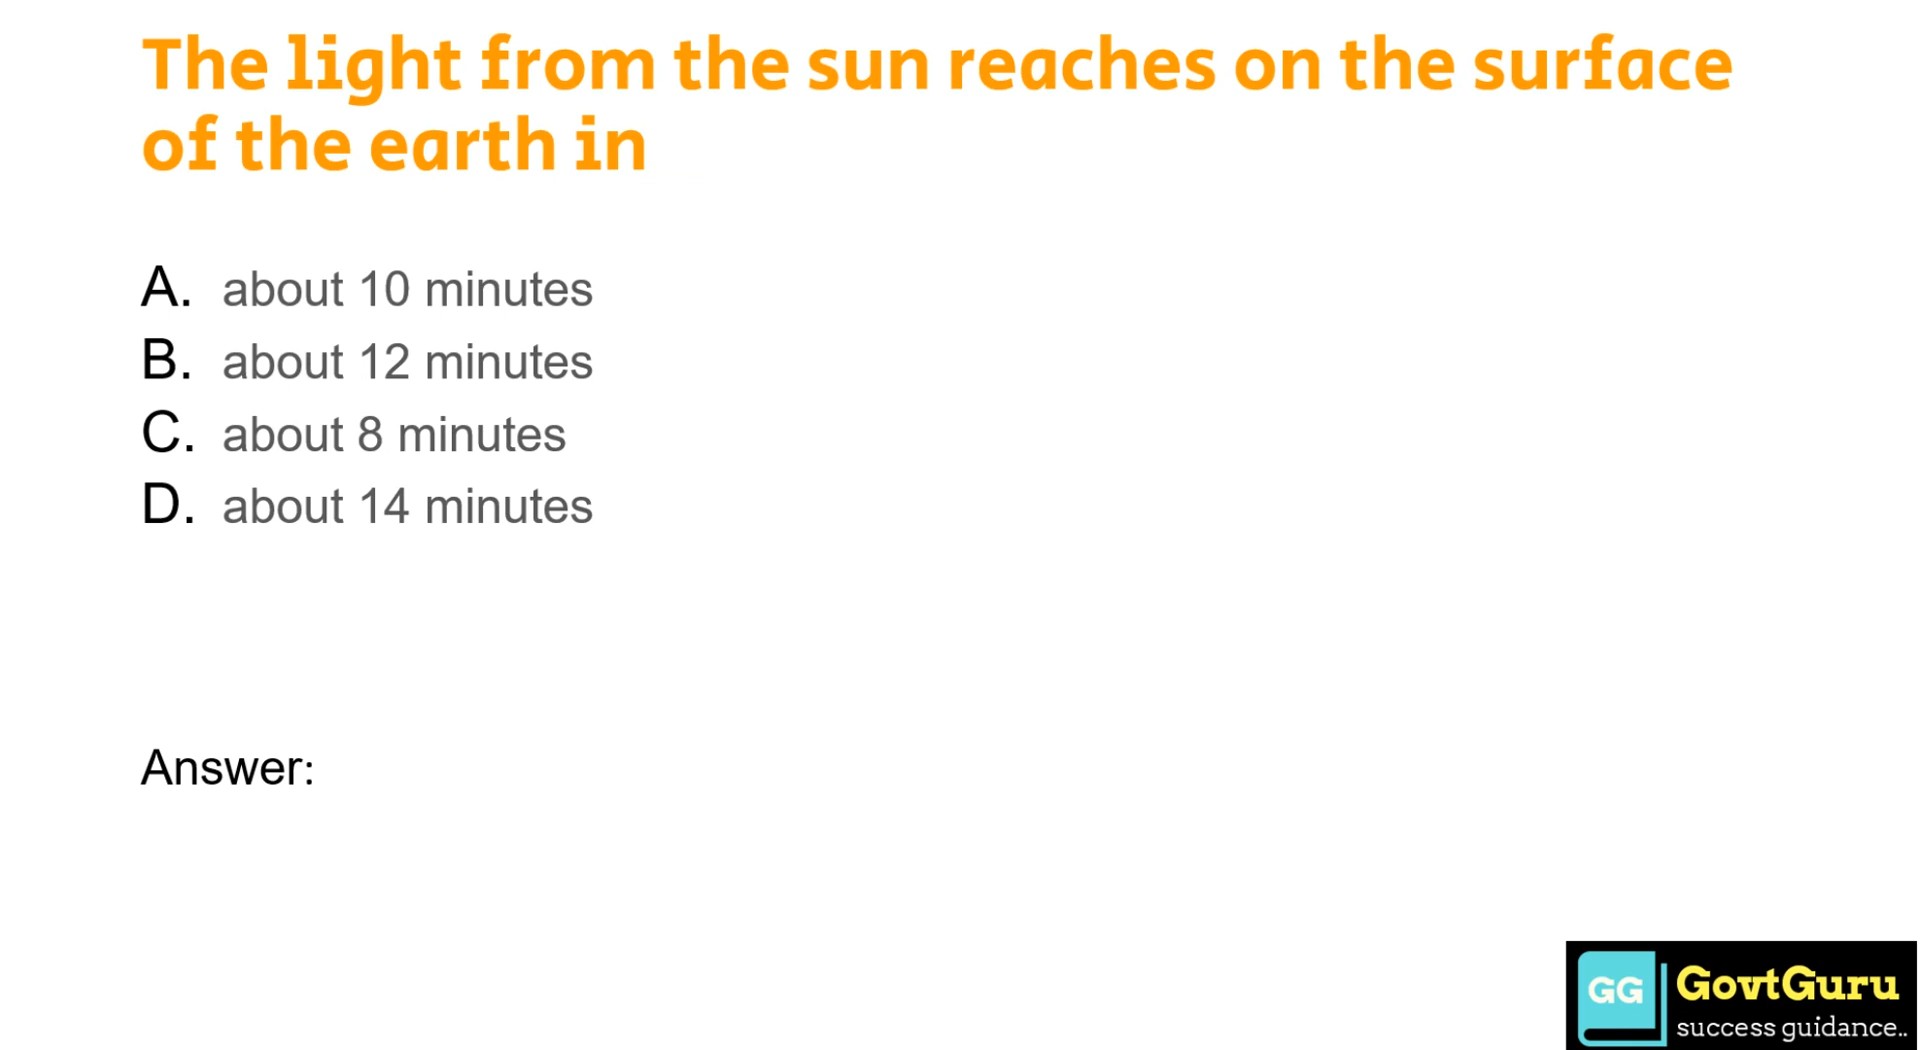 The light from the sun reaches on the surface
of the earth in
A. about 10 minutes
B. about 12 minutes
C. about 8 minutes
D. about 14 minutes
Answer:
GG
GovtGuru
success guidance..